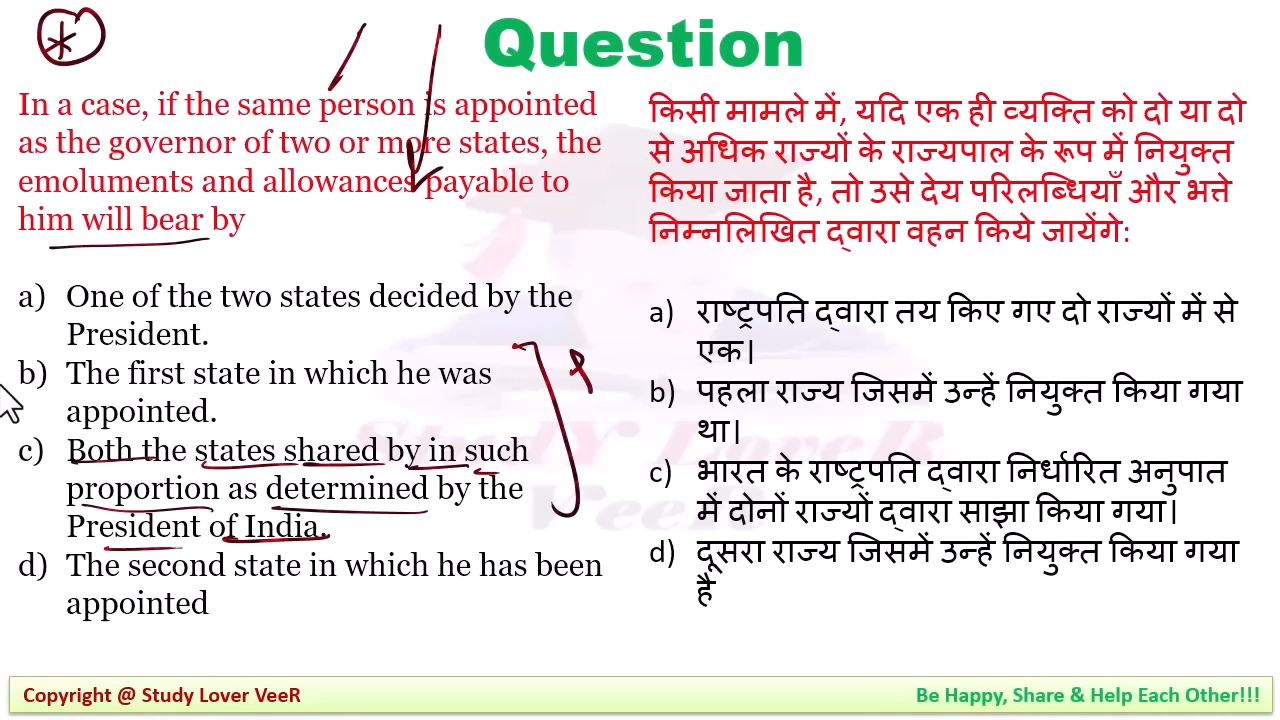 Question
In a case, if the same person is appointed
as the governor of two or more states, the
emoluments and allowances payable to
him will bear by
a) One of the two states decided by the
President.
b) The first state in which he was
appointed.
c) Both the states shared by in such
proportion as determined by the
President of India.
d) The second state in which he has been
appointed
किसी मामले में, यदि एक ही व्यक्ति को दो या दो
से अधिक राज्यों के राज्यपाल के रूप में नियुक्त
किया जाता है, तो उसे देय परिलब्धियाँ और भत्ते
निम्नलिखित द्वारा वहन किये जायेंगे:
a) राष्ट्रपति द्वारा तय किए गए दो राज्यों में से
एक।
b) पहला राज्य जिसमें उन्हें नियुक्त किया गया
था।
c) भारत के राष्ट्रपति द्वारा निर्धारित अनुपात
में दोनों राज्यों द्वारा साझा किया गया।
d) दूसरा राज्य जिसमें उन्हें नियुक्त किया गया
है
StudY LoveR
VeeR
Copyright @ Study Lover VeeR
Be Happy, Share & Help Each Other!!!